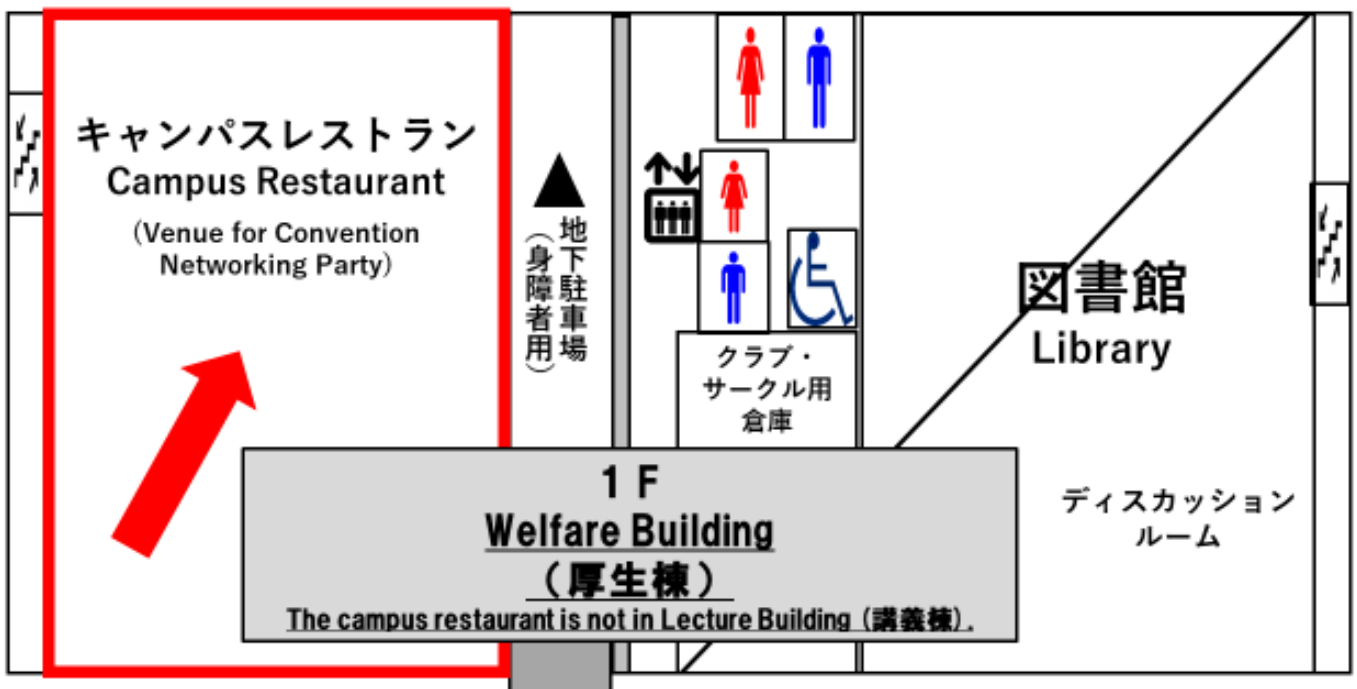 キャンパスレストラン
Campus Restaurant
(Venue for Convention
Networking Party)
地下駐車場
（身障者用）
クラブ・
サークル用
倉庫
図書館
Library
ディスカッション
ルーム
１Ｆ
Welfare Building
（厚生棟）
The campus restaurant is not in Lecture Building（講義棟）.